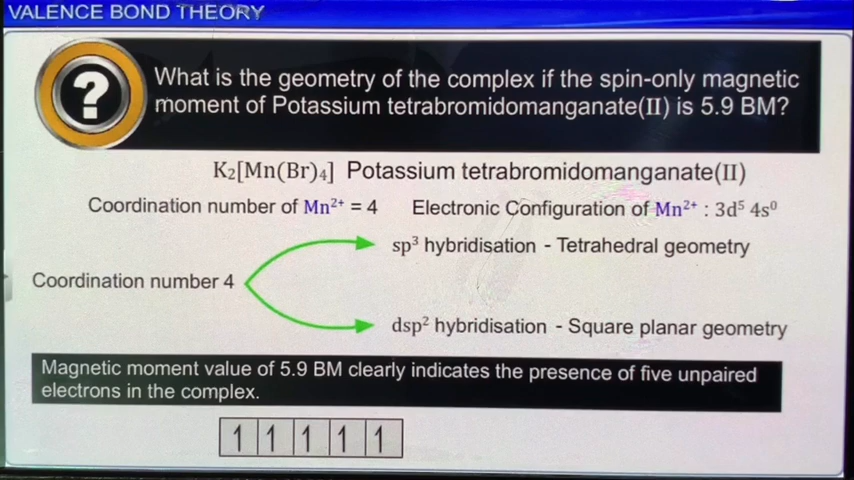 VALENCE BOND THEORY
?
What is the geometry of the complex if the spin-only magnetic
moment of Potassium tetrabromidomanganate(II) is 5.9 BM?
K₂[Mn(Br)₄] Potassium tetrabromidomanganate(II)
Coordination number of Mn²⁺ = 4 Electronic Configuration of Mn²⁺ : 3d⁵ 4s⁰
sp³ hybridisation - Tetrahedral geometry
Coordination number 4
dsp² hybridisation - Square planar geometry
Magnetic moment value of 5.9 BM clearly indicates the presence of five unpaired
electrons in the complex.
1 1 1 1 1